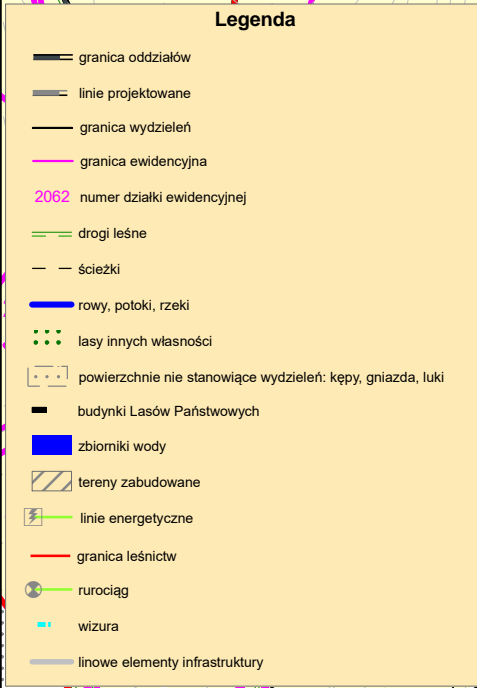 Legenda
granica oddziałów
linie projektowane
granica wydzieleń
granica ewidencyjna
2062 numer działki ewidencyjnej
drogi leśne
ścieżki
rowy, potoki, rzeki
lasy innych własności
powierzchnie nie stanowiące wydzieleń: kępy, gniazda, luki
budynki Lasów Państwowych
zbiorniki wody
tereny zabudowane
linie energetyczne
granica leśnictw
rurociąg
wizura
linowe elementy infrastruktury